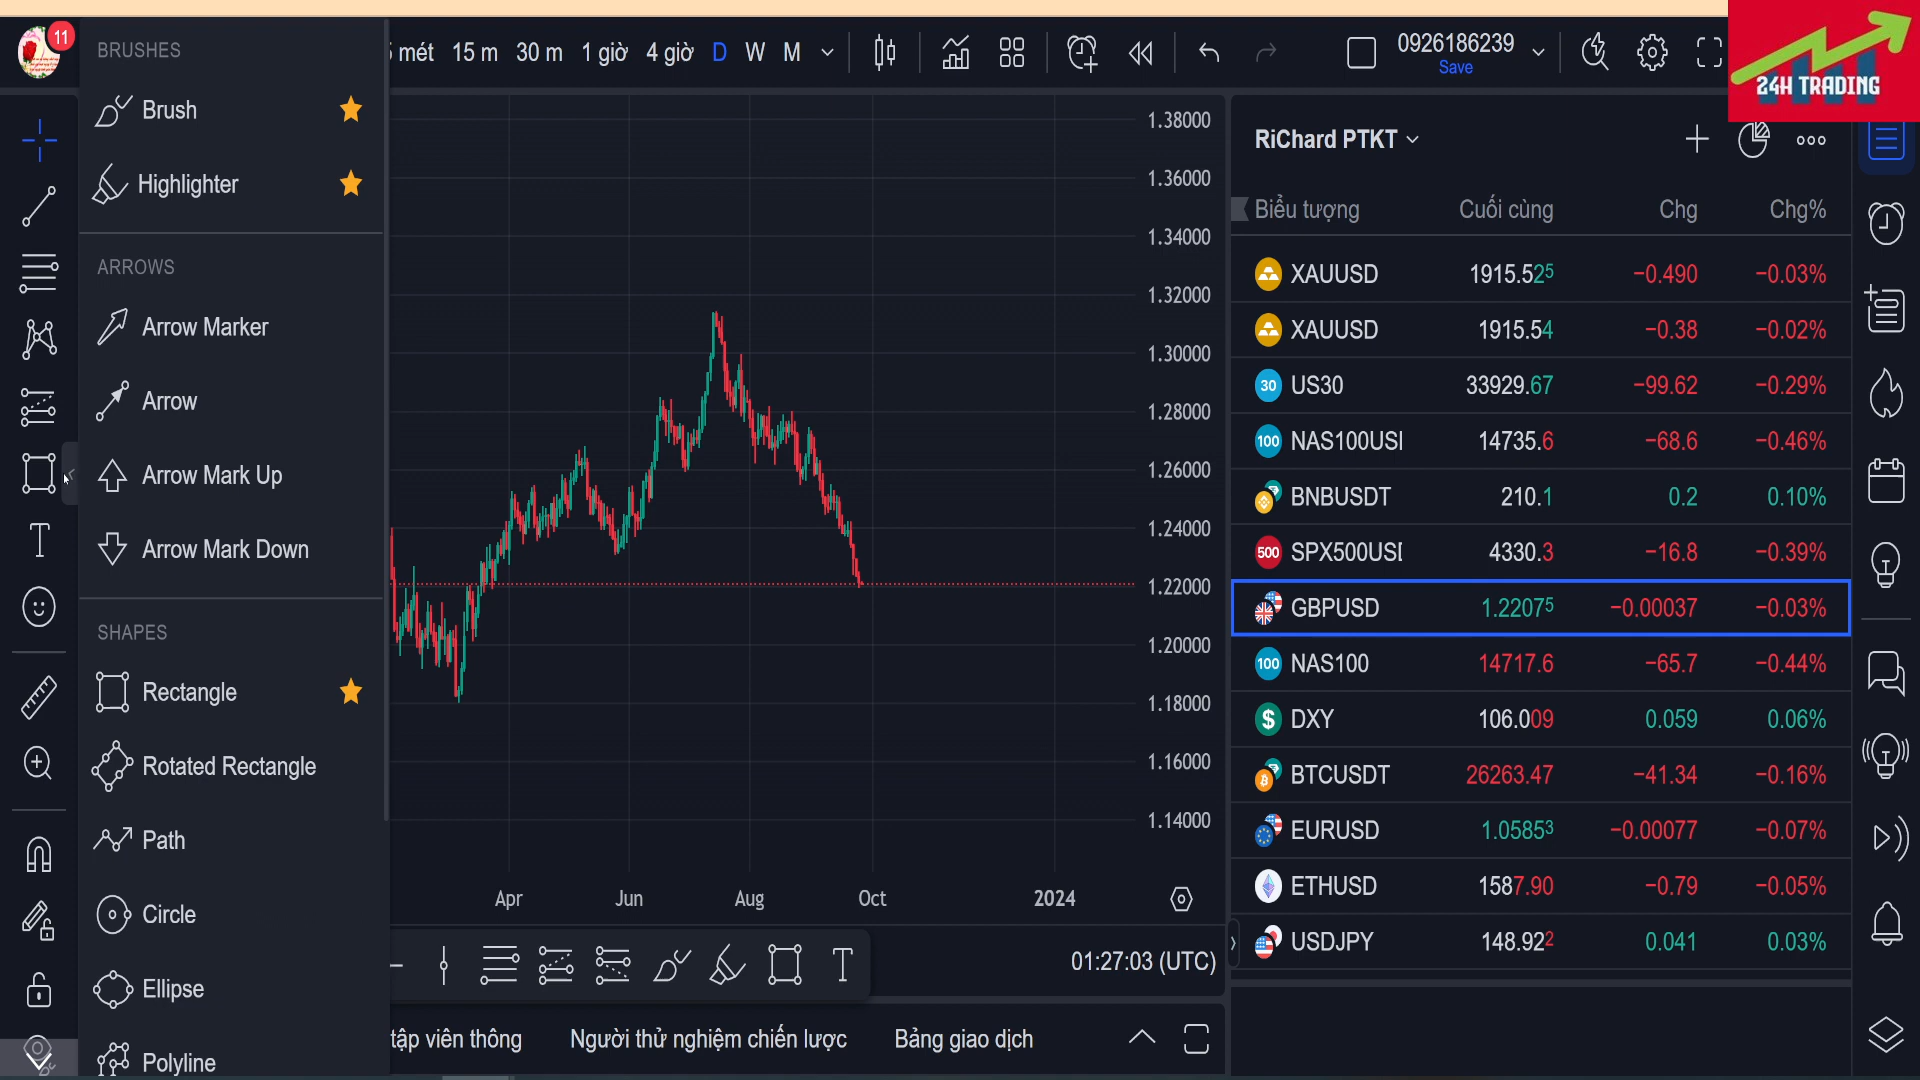 11
BRUSHES
Brush
Highlighter
ARROWS
Arrow Marker
Arrow
Arrow Mark Up
Arrow Mark Down
SHAPES
Rectangle
Rotated Rectangle
Path
Circle
Ellipse
Polyline
mét 15 m 30 m 1 giờ 4 giờ D W M
0926186239
Save
24H TRADING
1.38000
1.36000
1.34000
1.32000
1.30000
1.28000
1.26000
1.24000
1.22000
1.20000
1.18000
1.16000
1.14000
Apr Jun Aug Oct 2024
T
01:27:03 (UTC)
tập viên thông Người thử nghiệm chiến lược Bảng giao dịch
RiChard PTKT
Biểu tượng Cuối cùng Chg Chg%
XAUUSD 1915.525 −0.490 −0.03%
XAUUSD 1915.54 −0.38 −0.02%
30 US30 33929.67 −99.62 −0.29%
100 NAS100USI 14735.6 −68.6 −0.46%
BNBUSDT 210.1 0.2 0.10%
500 SPX500USI 4330.3 −16.8 −0.39%
GBPUSD 1.22075 −0.00037 −0.03%
100 NAS100 14717.6 −65.7 −0.44%
$ DXY 106.009 0.059 0.06%
BTCUSDT 26263.47 −41.34 −0.16%
EURUSD 1.05853 −0.00077 −0.07%
ETHUSD 1587.90 −0.79 −0.05%
USDJPY 148.922 0.041 0.03%